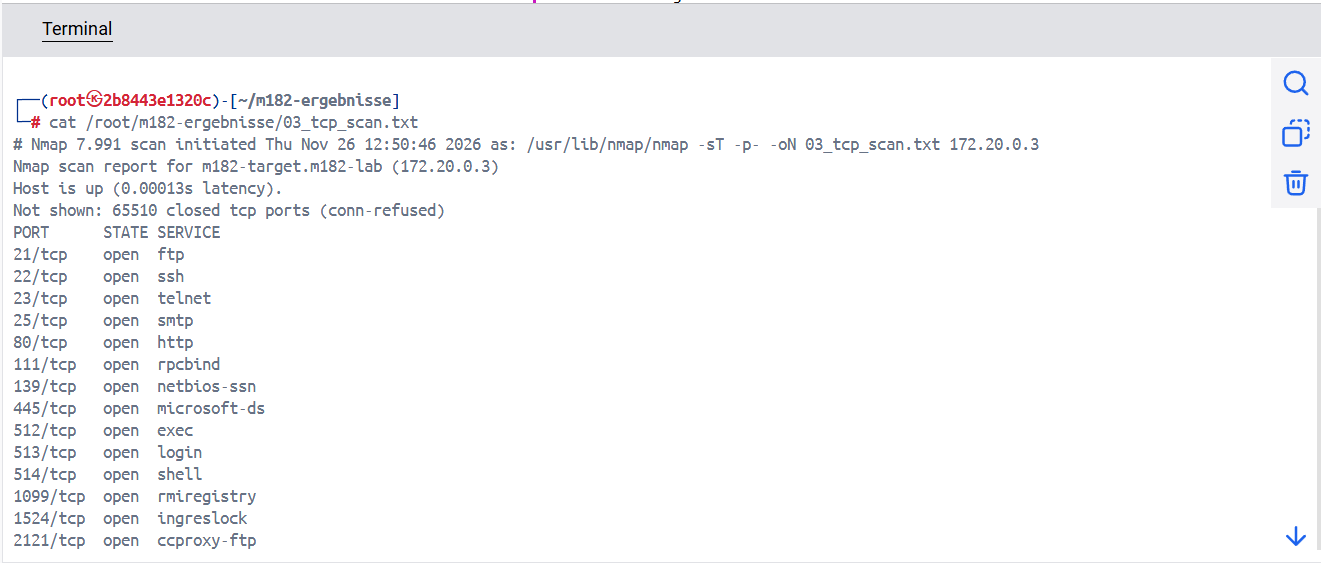 Terminal
┌──(root㉿2b8443e1320c)-[~/m182-ergebnisse]
└─# cat /root/m182-ergebnisse/03_tcp_scan.txt
# Nmap 7.991 scan initiated Thu Nov 26 12:50:46 2026 as: /usr/lib/nmap/nmap -sT -p- -oN 03_tcp_scan.txt 172.20.0.3
Nmap scan report for m182-target.m182-lab (172.20.0.3)
Host is up (0.00013s latency).
Not shown: 65510 closed tcp ports (conn-refused)
PORT     STATE SERVICE
21/tcp   open  ftp
22/tcp   open  ssh
23/tcp   open  telnet
25/tcp   open  smtp
80/tcp   open  http
111/tcp  open  rpcbind
139/tcp  open  netbios-ssn
445/tcp  open  microsoft-ds
512/tcp  open  exec
513/tcp  open  login
514/tcp  open  shell
1099/tcp open  rmiregistry
1524/tcp open  ingreslock
2121/tcp open  ccproxy-ftp